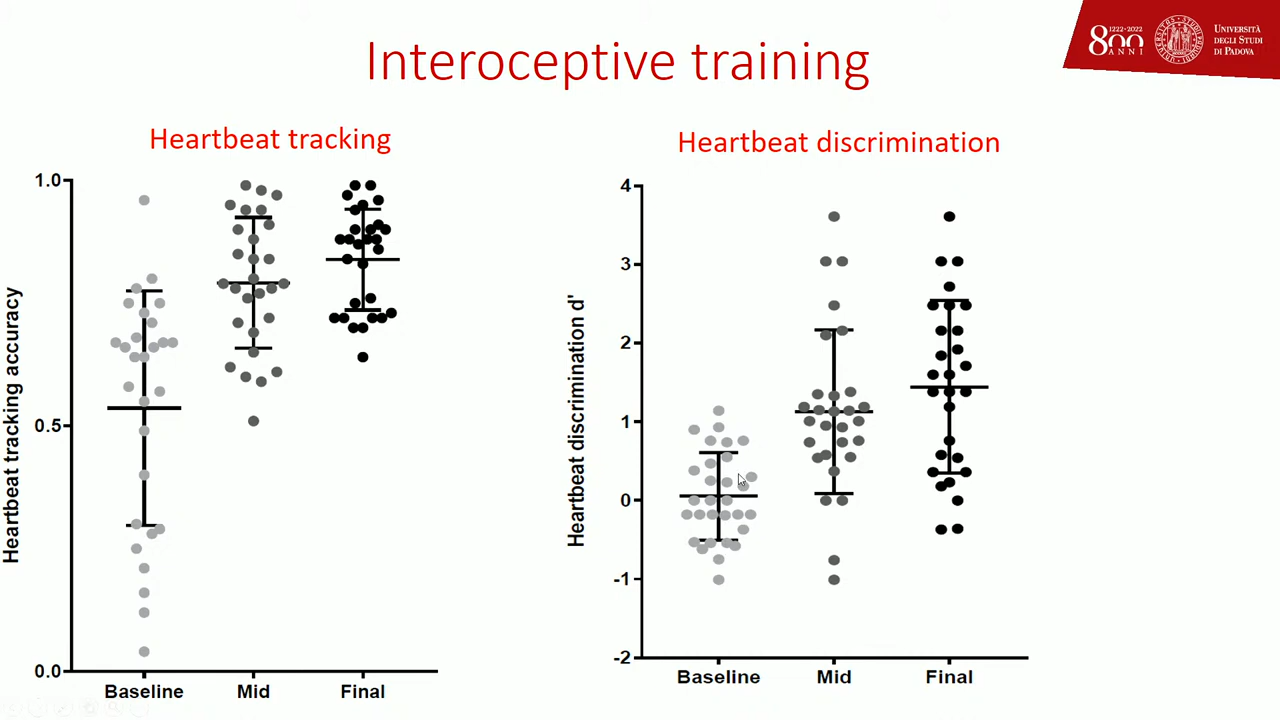 Interoceptive training
1222·2022
800
ANNI
UNIVERSITÀ
DEGLI STUDI
DI PADOVA
Heartbeat tracking
Heartbeat tracking accuracy
1.0
0.5
0.0
Baseline
Mid
Final
Heartbeat discrimination
Heartbeat discrimination d'
4
3
2
1
0
-1
-2
Baseline
Mid
Final